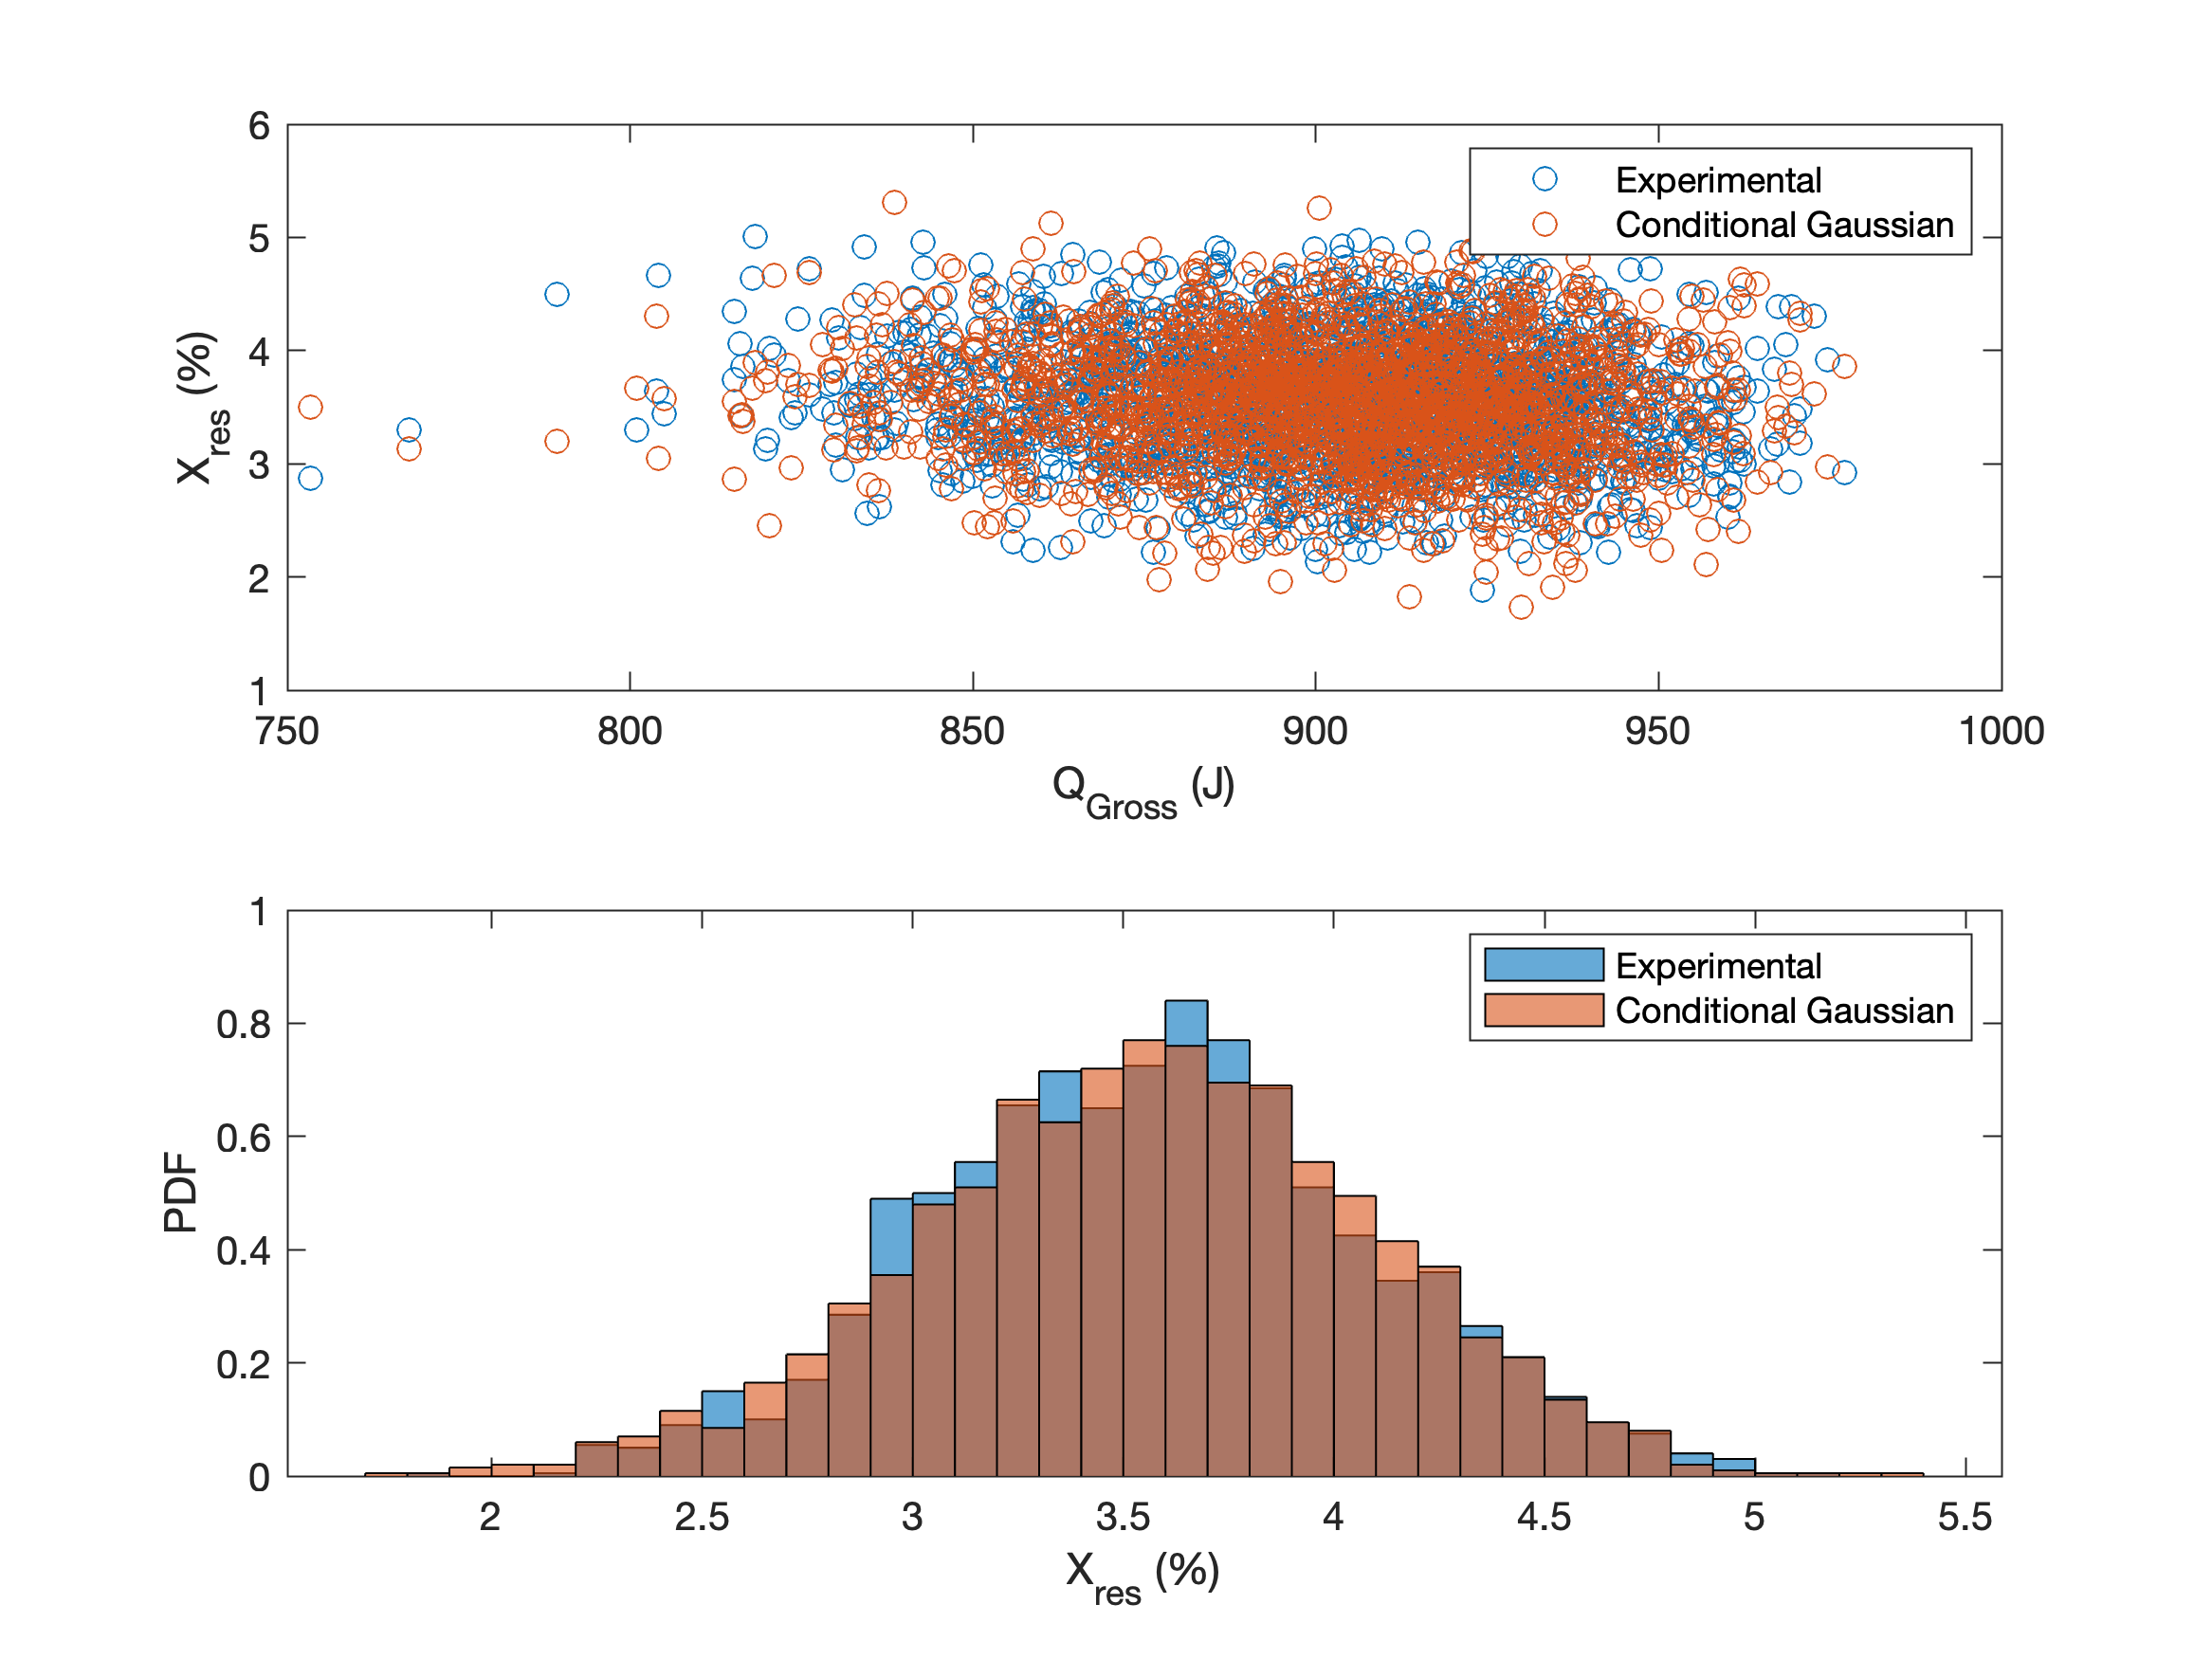 6
5
4
3
2
1
X_res (%)
Experimental
Conditional Gaussian
750 800 850 900 950 1000
Q_Gross (J)
1
0.8
0.6
0.4
0.2
0
PDF
Experimental
Conditional Gaussian
2 2.5 3 3.5 4 4.5 5 5.5
X_res (%)